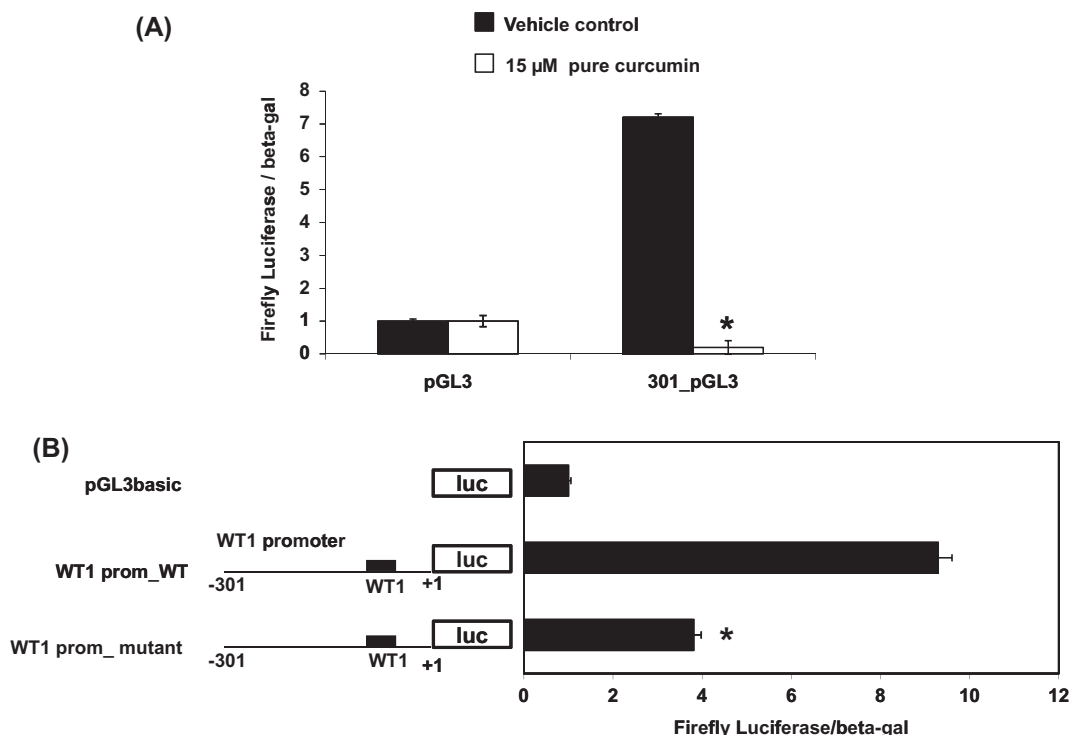 (A)
Vehicle control
15 µM pure curcumin
Firefly Luciferase / beta-gal
8
7
6
5
4
3
2
1
0
*
pGL3
301_pGL3
(B)
pGL3basic
luc
WT1 promoter
WT1 prom_WT
-301
WT1
+1
luc
WT1 prom_ mutant
-301
WT1
+1
luc
*
0
2
4
6
8
10
12
Firefly Luciferase/beta-gal